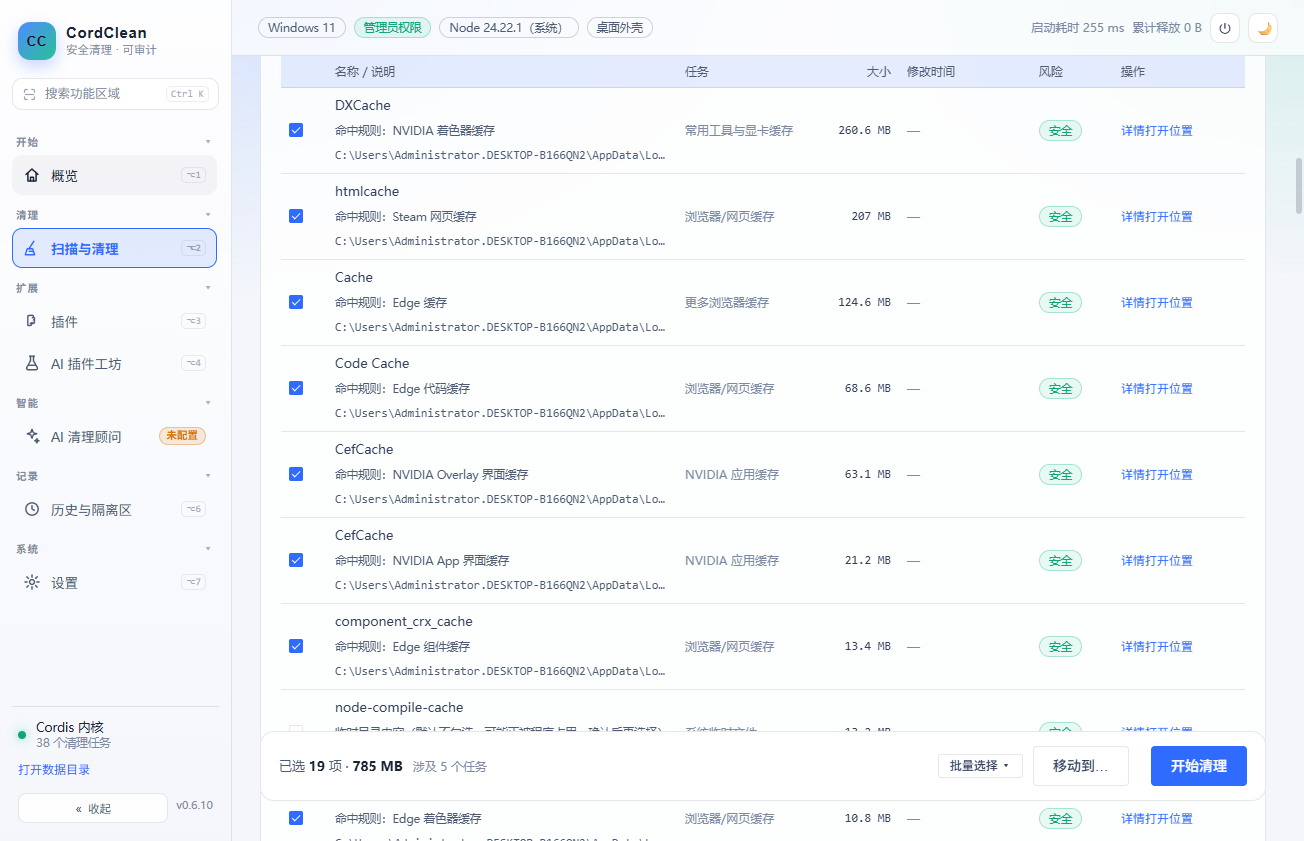 CC
CordClean
安全清理 · 可审计
搜索功能区域
Ctrl K
开始
概览
⌥1
清理
扫描与清理
⌥2
扩展
插件
⌥3
AI 插件工坊
⌥4
智能
AI 清理顾问
未配置
记录
历史与隔离区
⌥6
系统
设置
⌥7
Cordis 内核
38 个清理任务
打开数据目录
« 收起
v0.6.10
Windows 11
管理员权限
Node 24.22.1（系统）
桌面外壳
启动耗时 255 ms 累计释放 0 B
名称 / 说明 任务 大小 修改时间 风险 操作
DXCache
命中规则：NVIDIA 着色器缓存 常用工具与显卡缓存 260.6 MB — 安全 详情打开位置
C:\Users\Administrator.DESKTOP-B166QN2\AppData\Lo…
htmlcache
命中规则：Steam 网页缓存 浏览器/网页缓存 207 MB — 安全 详情打开位置
C:\Users\Administrator.DESKTOP-B166QN2\AppData\Lo…
Cache
命中规则：Edge 缓存 更多浏览器缓存 124.6 MB — 安全 详情打开位置
C:\Users\Administrator.DESKTOP-B166QN2\AppData\Lo…
Code Cache
命中规则：Edge 代码缓存 浏览器/网页缓存 68.6 MB — 安全 详情打开位置
C:\Users\Administrator.DESKTOP-B166QN2\AppData\Lo…
CefCache
命中规则：NVIDIA Overlay 界面缓存 NVIDIA 应用缓存 63.1 MB — 安全 详情打开位置
C:\Users\Administrator.DESKTOP-B166QN2\AppData\Lo…
CefCache
命中规则：NVIDIA App 界面缓存 NVIDIA 应用缓存 21.2 MB — 安全 详情打开位置
C:\Users\Administrator.DESKTOP-B166QN2\AppData\Lo…
component_crx_cache
命中规则：Edge 组件缓存 浏览器/网页缓存 13.4 MB — 安全 详情打开位置
C:\Users\Administrator.DESKTOP-B166QN2\AppData\Lo…
node-compile-cache
已选 19 项 · 785 MB 涉及 5 个任务
批量选择
移动到…
开始清理
命中规则：Edge 着色器缓存 浏览器/网页缓存 10.8 MB — 安全 详情打开位置